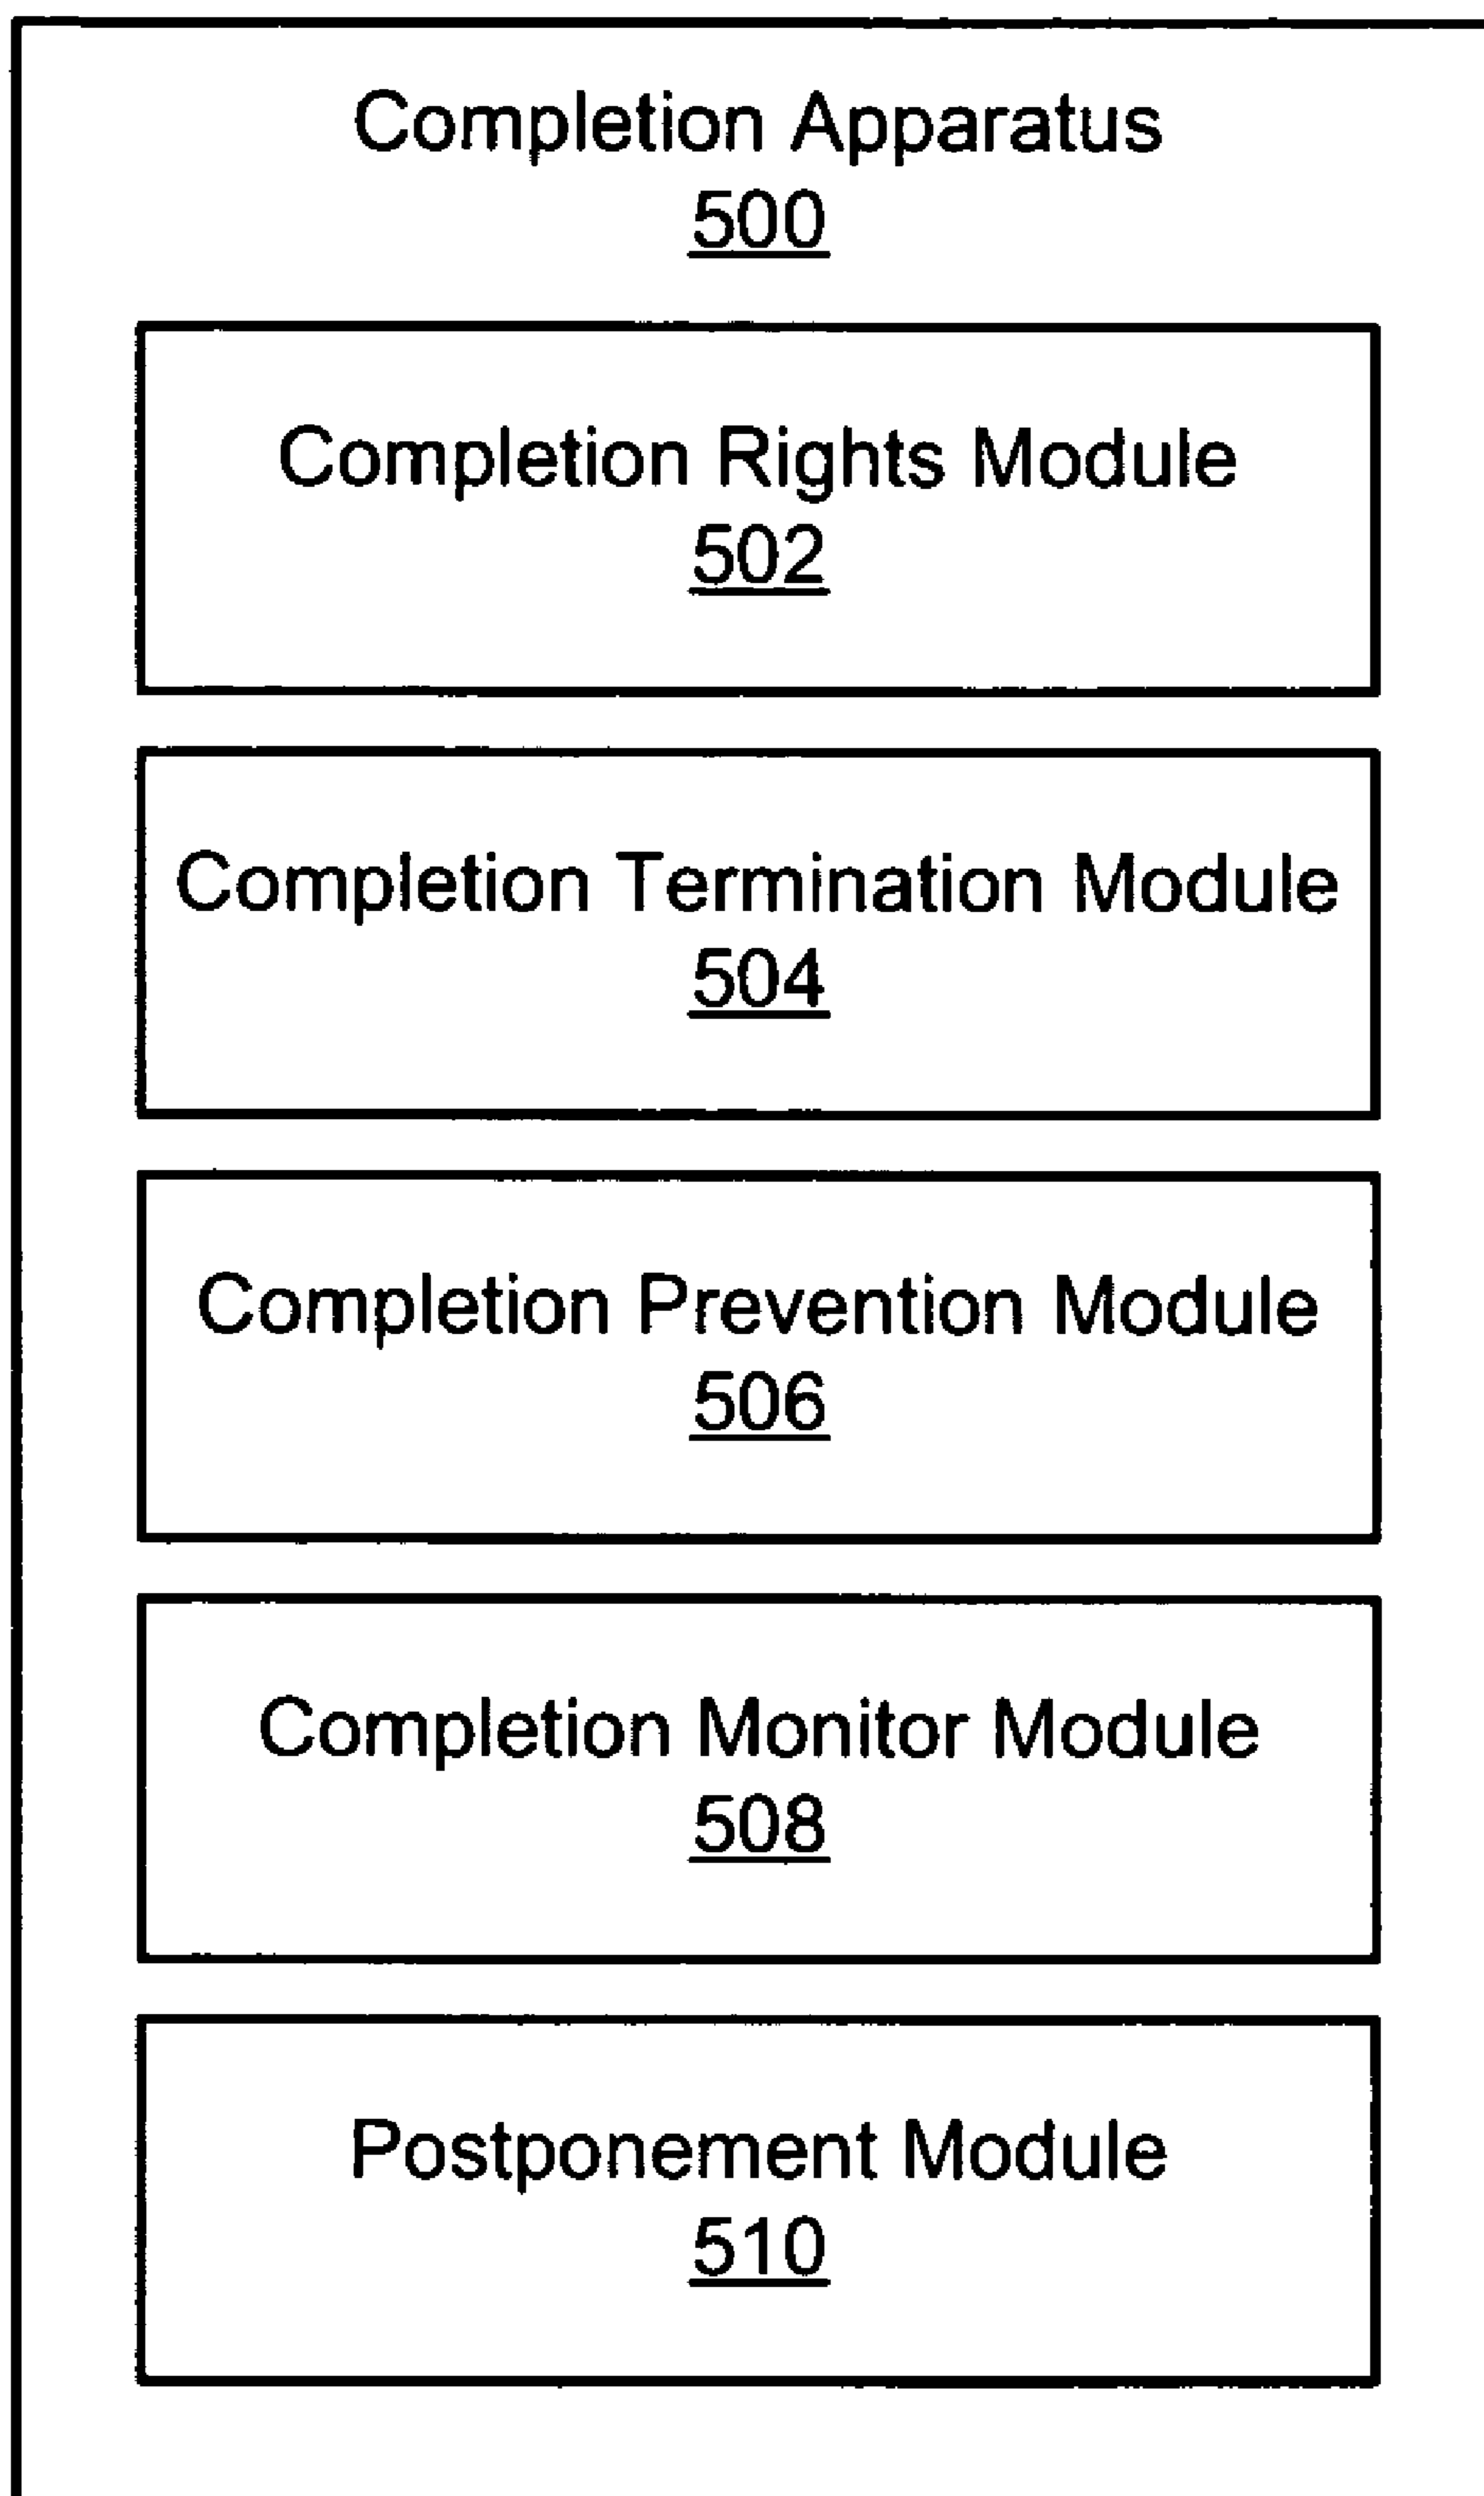 Completion Apparatus
500
Completion Rights Module
502
Completion Termination Module
504
Completion Prevention Module
506
Completion Monitor Module
508
Postponement Module
510